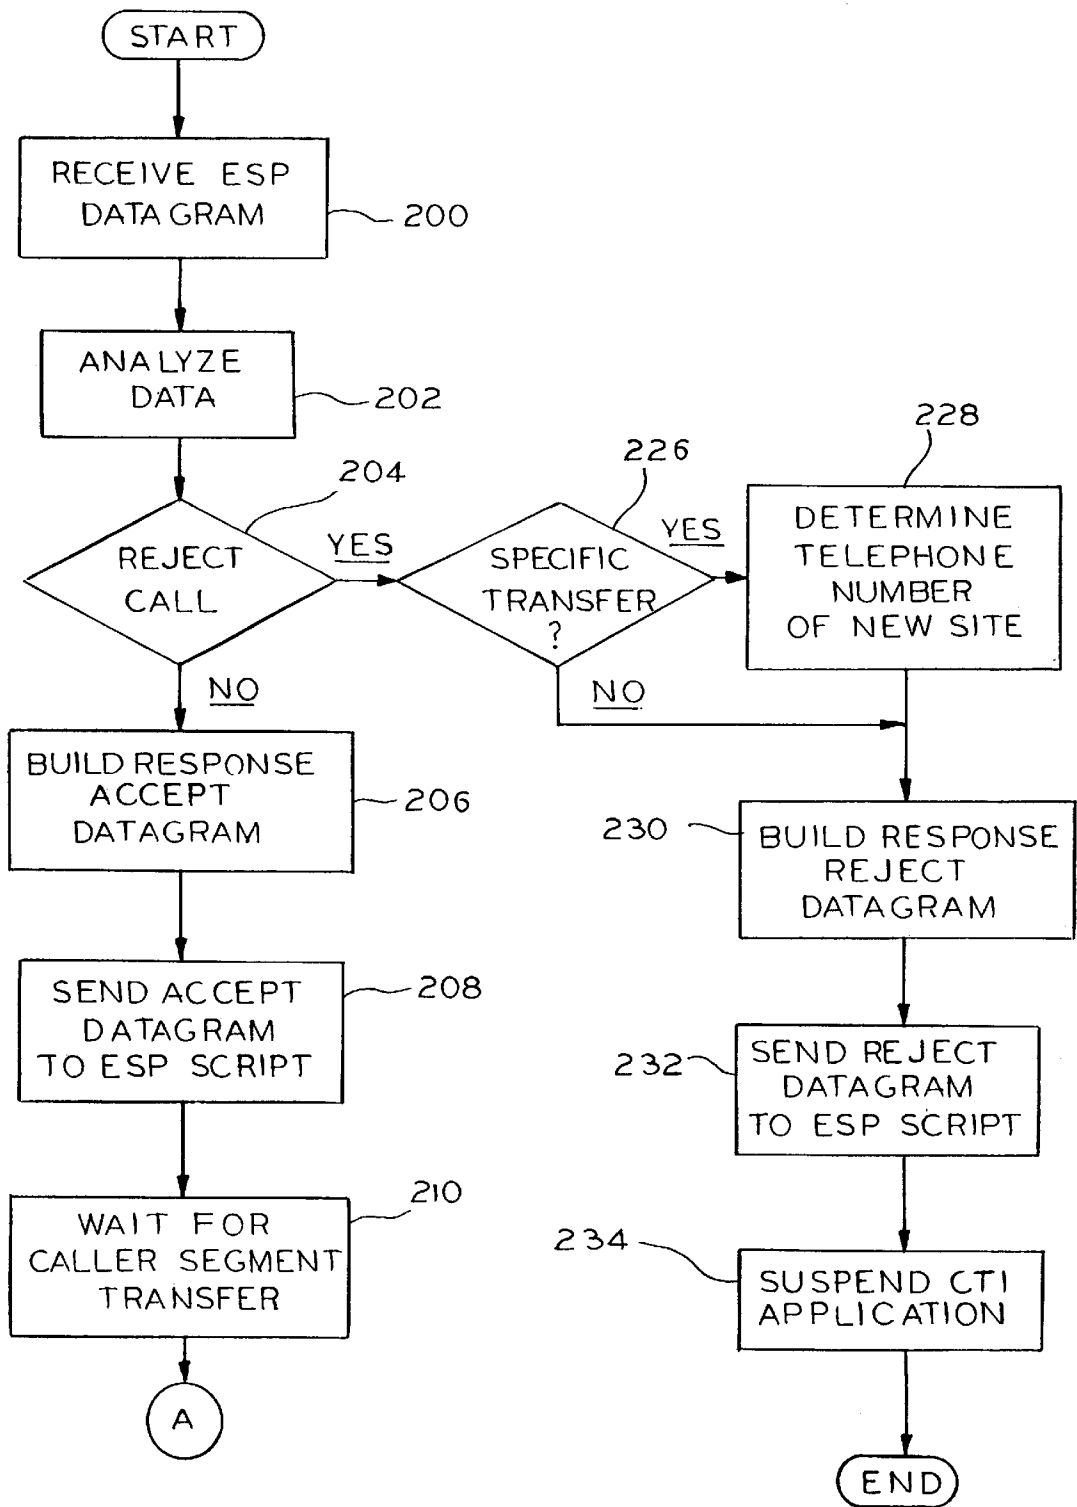 START
RECEIVE ESP
DATAGRAM
200
ANALYZE
DATA
202
204
REJECT
CALL
YES
NO
226
SPECIFIC
TRANSFER
?
YES
NO
228
DETERMINE
TELEPHONE
NUMBER
OF NEW SITE
BUILD RESPONSE
ACCEPT
DATAGRAM
206
230
BUILD RESPONSE
REJECT
DATAGRAM
SEND ACCEPT
DATAGRAM
TO ESP SCRIPT
208
232
SEND REJECT
DATAGRAM
TO ESP SCRIPT
210
WAIT FOR
CALLER SEGMENT
TRANSFER
234
SUSPEND CTI
APPLICATION
A
END